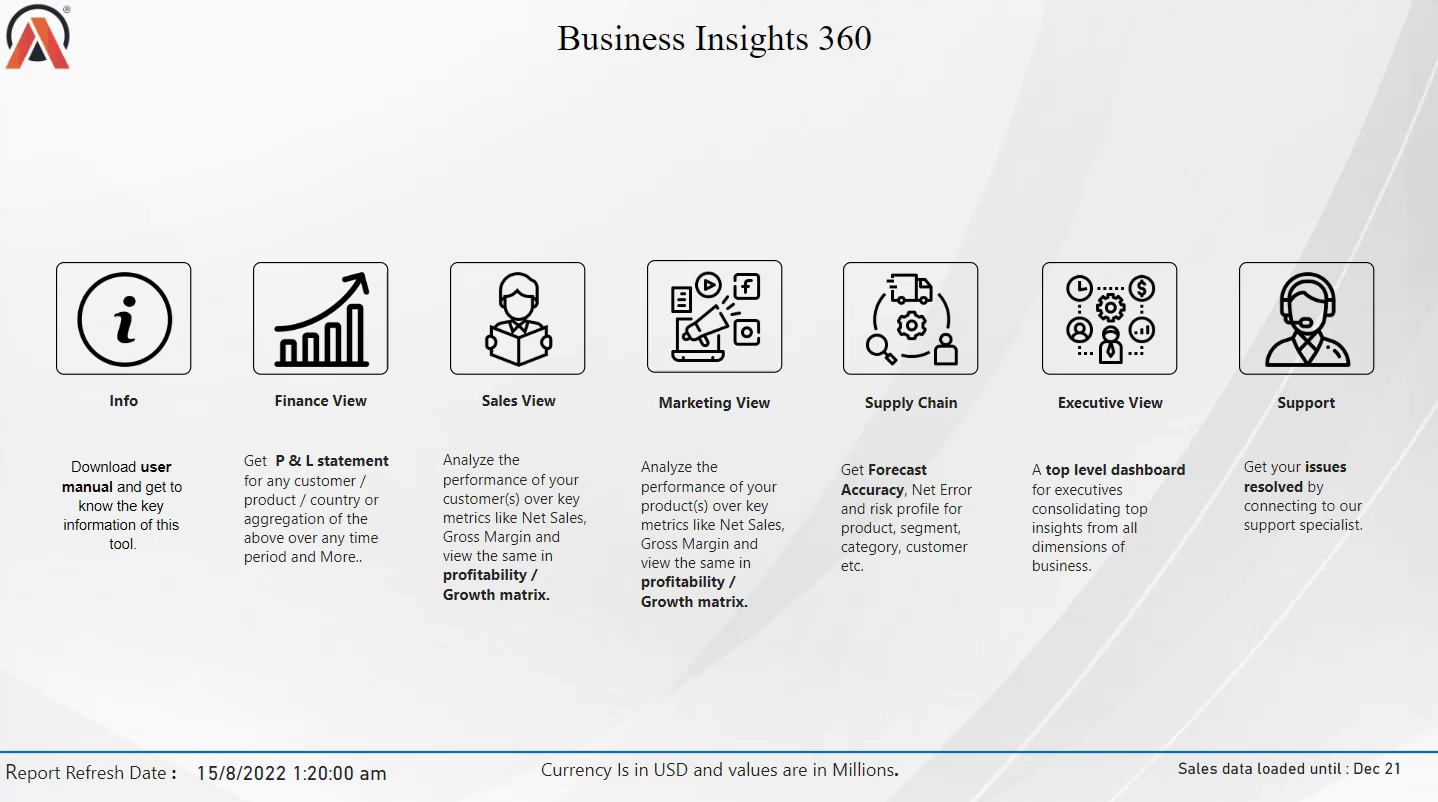 ®
Business Insights 360
Info
Download user
manual and get to
know the key
information of this
tool.
Finance View
Get P & L statement
for any customer /
product / country or
aggregation of the
above over any time
period and More..
Sales View
Analyze the
performance of your
customer(s) over key
metrics like Net Sales,
Gross Margin and
view the same in
profitability /
Growth matrix.
Marketing View
Analyze the
performance of your
product(s) over key
metrics like Net Sales,
Gross Margin and
view the same in
profitability /
Growth matrix.
Supply Chain
Get Forecast
Accuracy, Net Error
and risk profile for
product, segment,
category, customer
etc.
Executive View
A top level dashboard
for executives
consolidating top
insights from all
dimensions of
business.
Support
Get your issues
resolved by
connecting to our
support specialist.
Report Refresh Date : 15/8/2022 1:20:00 am
Currency Is in USD and values are in Millions.
Sales data loaded until : Dec 21